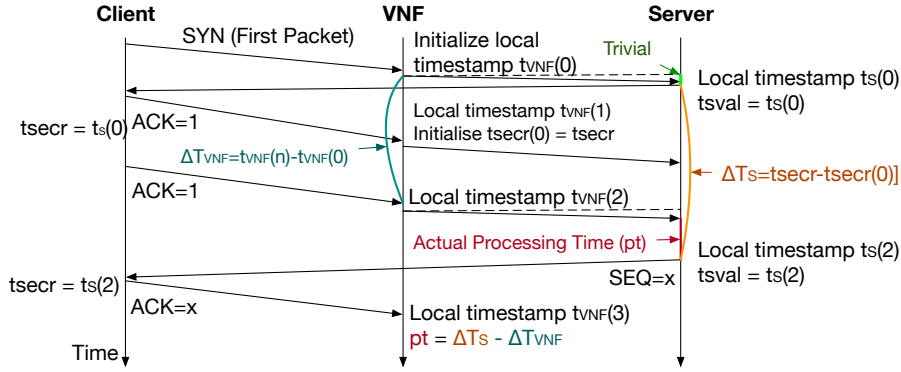 Client
VNF
Server
SYN (First Packet)
Initialize local
timestamp tVNF(0)
Trivial
Local timestamp tS(0)
tsval = tS(0)
tsecr = tS(0)
ACK=1
Local timestamp tVNF(1)
Initialise tsecr(0) = tsecr
ΔTVNF=tVNF(n)-tVNF(0)
ΔTS=tsecr-tsecr(0)]
ACK=1
Local timestamp tVNF(2)
Actual Processing Time (pt)
Local timestamp tS(2)
tsval = tS(2)
SEQ=x
tsecr = tS(2)
ACK=x
Local timestamp tVNF(3)
pt = ΔTS - ΔTVNF
Time